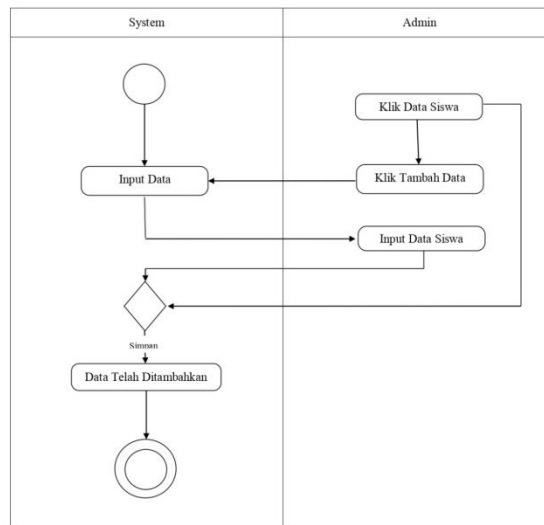 System
Admin
Klik Data Siswa
Input Data
Klik Tambah Data
Input Data Siswa
Simpan
Data Telah Ditambahkan